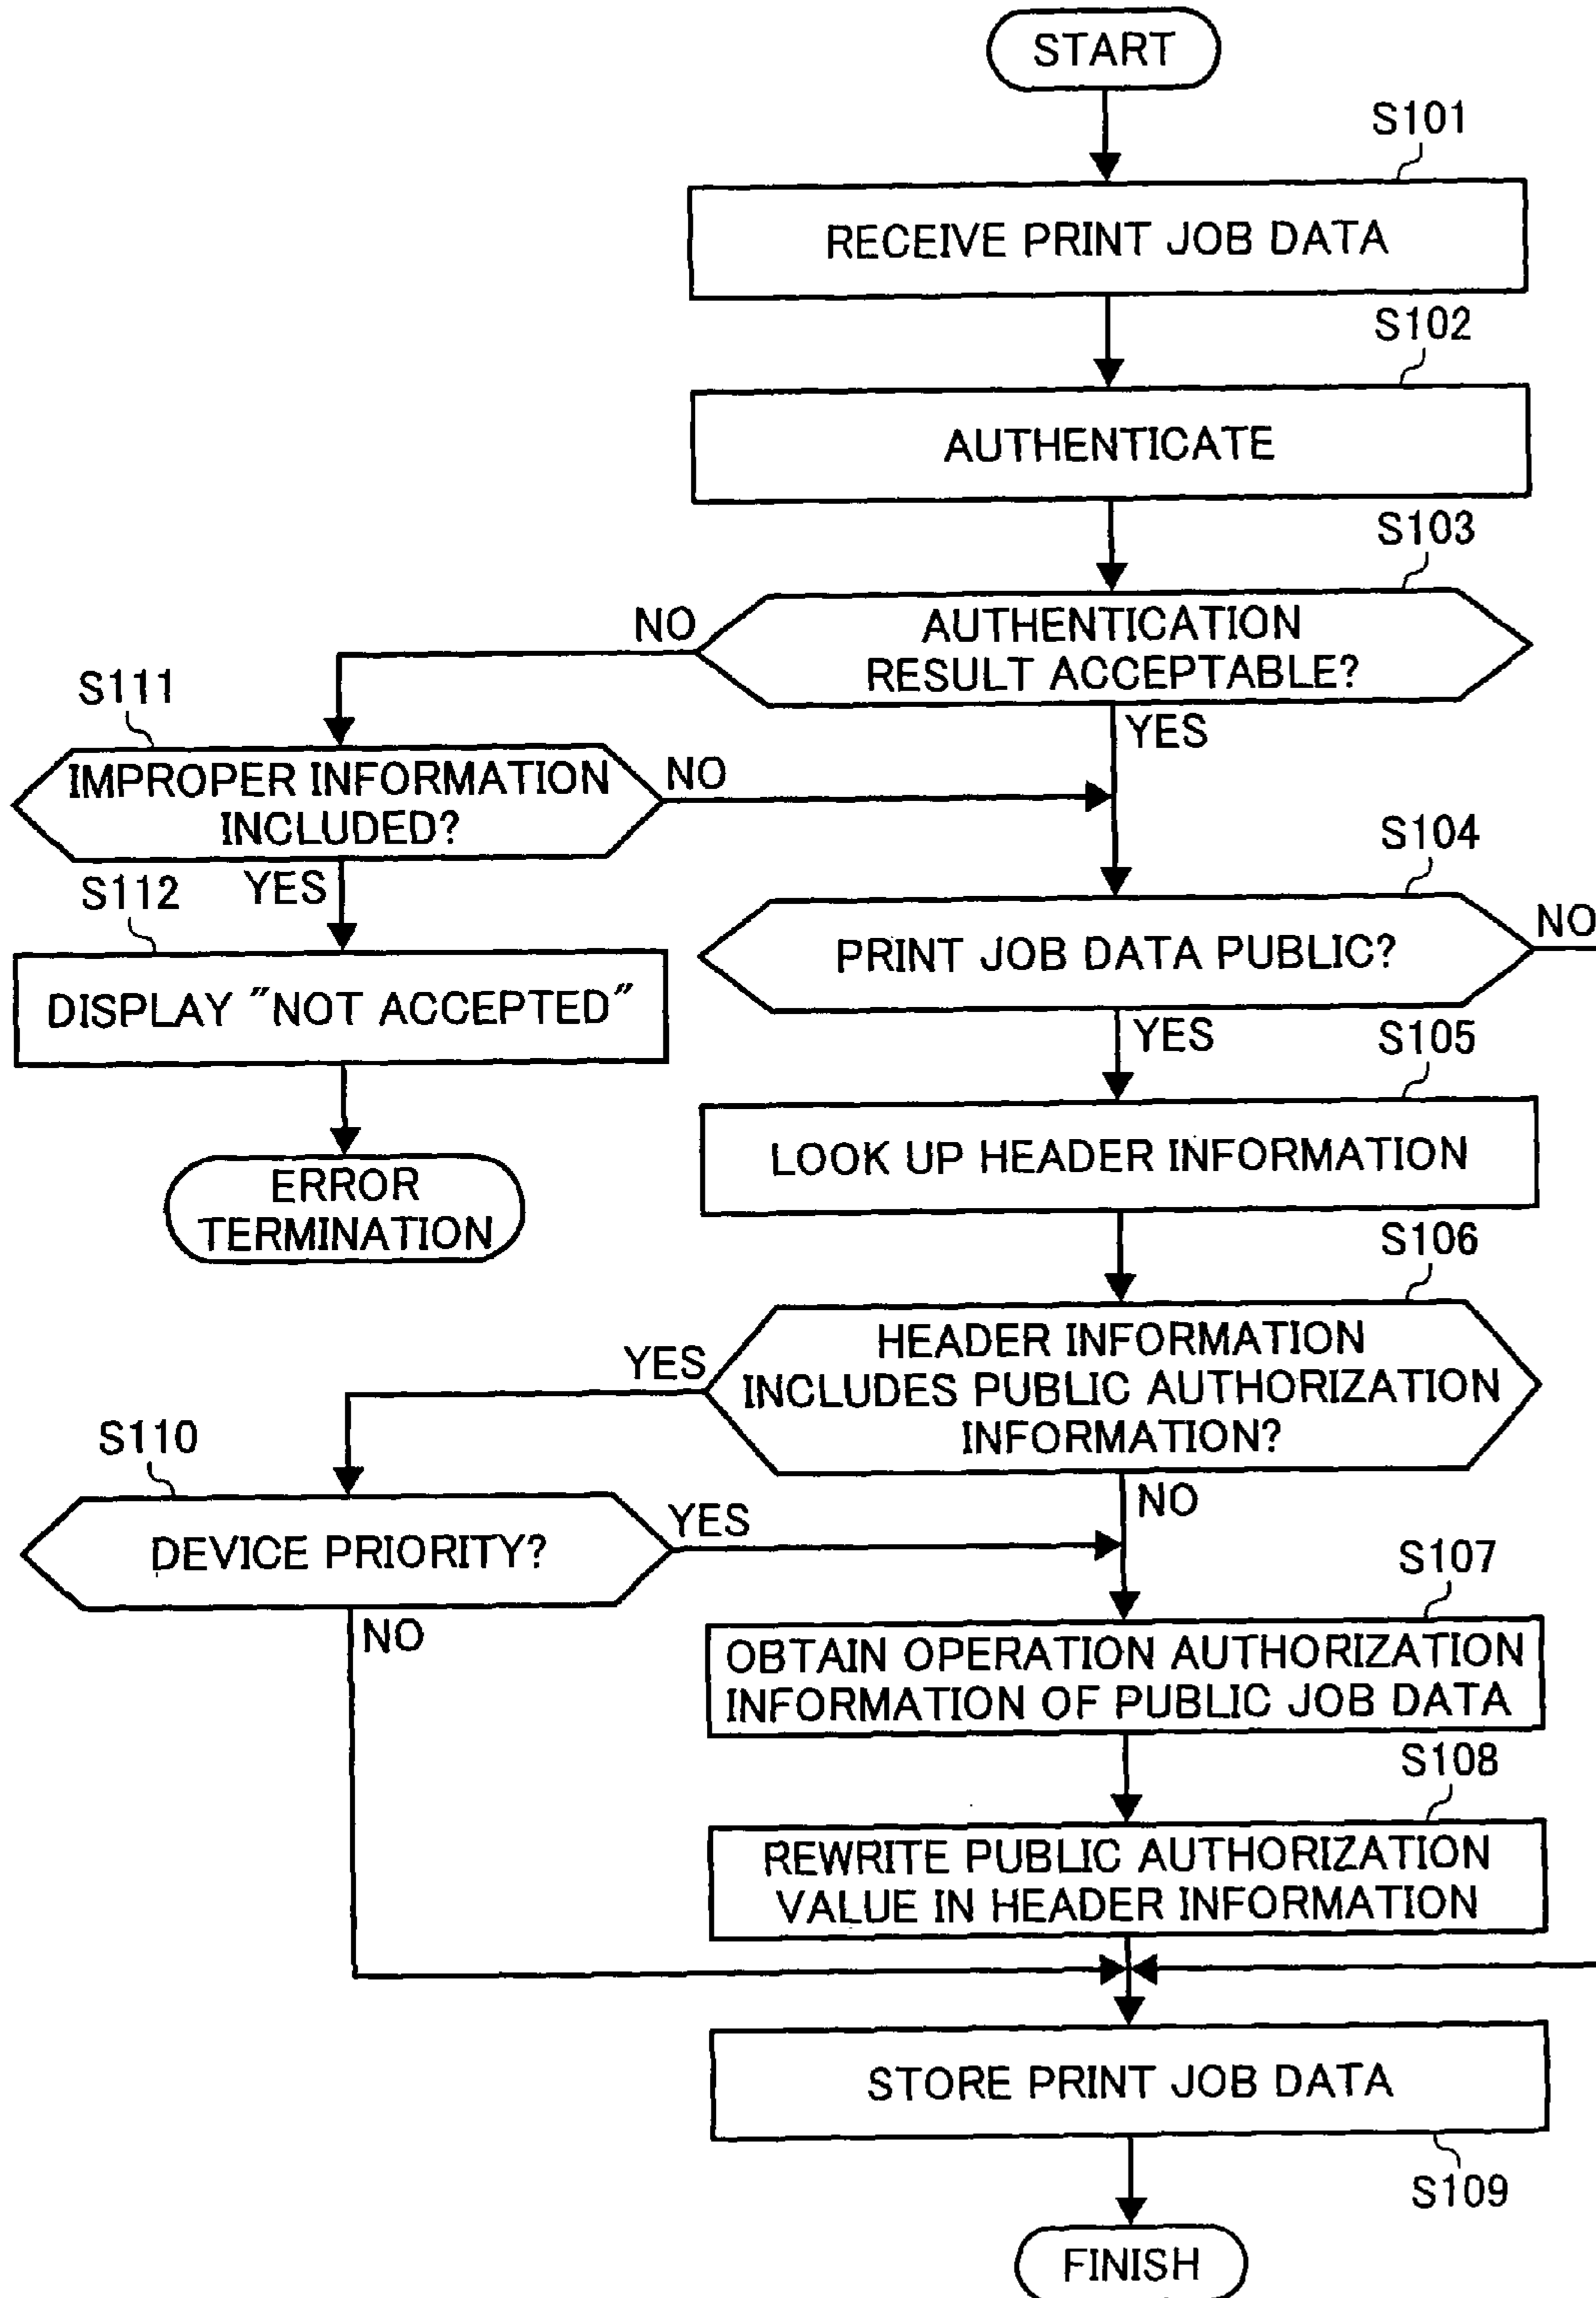 START
S101
RECEIVE PRINT JOB DATA
S102
AUTHENTICATE
S103
AUTHENTICATION
RESULT ACCEPTABLE?
NO
YES
S111
IMPROPER INFORMATION
INCLUDED?
NO
YES
S112
DISPLAY "NOT ACCEPTED"
ERROR
TERMINATION
S104
PRINT JOB DATA PUBLIC?
NO
YES
S105
LOOK UP HEADER INFORMATION
S106
HEADER INFORMATION
INCLUDES PUBLIC AUTHORIZATION
INFORMATION?
YES
NO
S110
DEVICE PRIORITY?
YES
NO
S107
OBTAIN OPERATION AUTHORIZATION
INFORMATION OF PUBLIC JOB DATA
S108
REWRITE PUBLIC AUTHORIZATION
VALUE IN HEADER INFORMATION
STORE PRINT JOB DATA
S109
FINISH